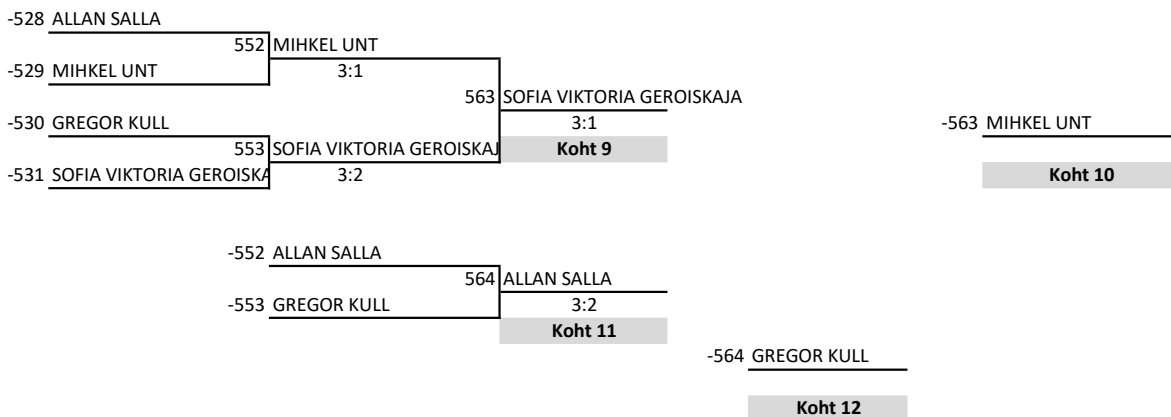 -528 ALLAN SALLA
552 MIHKEL UNT
-529 MIHKEL UNT
3:1
563 SOFIA VIKTORIA GEROISKAJA
-530 GREGOR KULL
3:1
-563 MIHKEL UNT
553 SOFIA VIKTORIA GEROISKAJ
Koht 9
-531 SOFIA VIKTORIA GEROISKA
3:2
Koht 10
-552 ALLAN SALLA
564 ALLAN SALLA
-553 GREGOR KULL
3:2
Koht 11
-564 GREGOR KULL
Koht 12